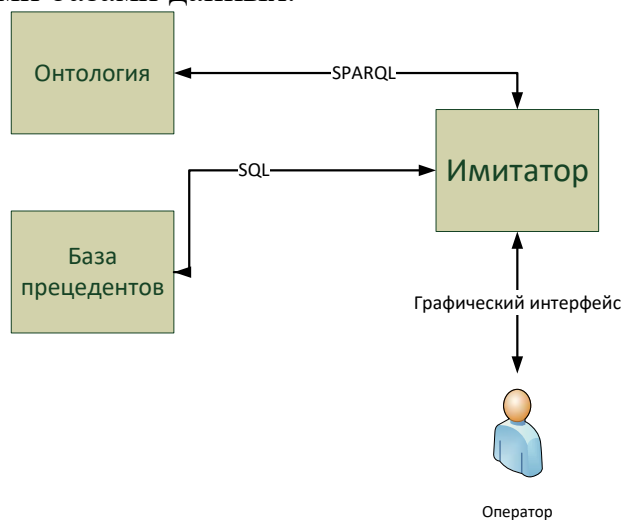 Онтология
SPARQL
Имитатор
SQL
База
прецедентов
Графический интерфейс
Оператор